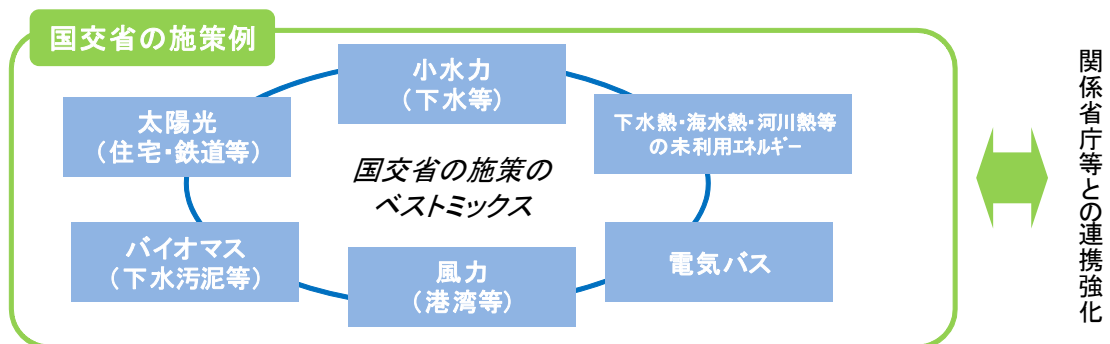 国交省の施策例
小水力
（下水等）
太陽光
（住宅・鉄道等）
下水熱・海水熱・河川熱等
の未利用ｴﾈﾙｷﾞｰ
国交省の施策の
ベストミックス
バイオマス
（下水汚泥等）
風力
（港湾等）
電気バス
関係省庁等との連携強化